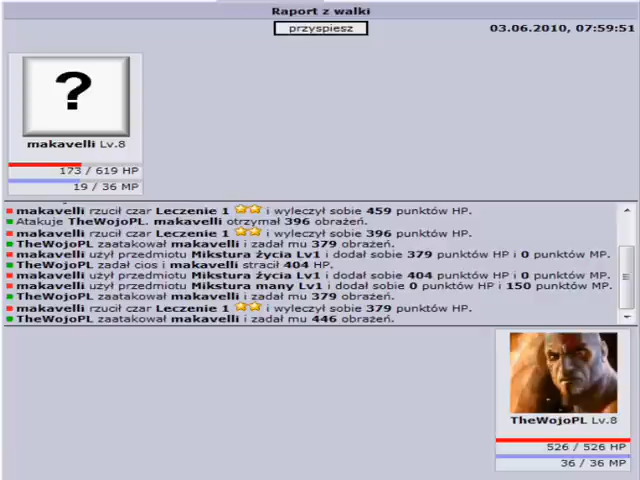 Raport z walki
przyspiesz
03.06.2010, 07:59:51
?
makavelli Lv.8
173 / 619 HP
19 / 36 MP
makavelli rzucił czar Leczenie 1 i wyleczył sobie 459 punktów HP.
Atakuje TheWojoPL. makavelli otrzymał 396 obrażeń.
makavelli rzucił czar Leczenie 1 i wyleczył sobie 396 punktów HP.
TheWojoPL zaatakował makavelli i zadał mu 379 obrażeń.
makavelli użył przedmiotu Mikstura życia Lv1 i dodał sobie 379 punktów HP i 0 punktów MP.
TheWojoPL zadał cios i makavelli stracił 404 HP.
makavelli użył przedmiotu Mikstura życia Lv1 i dodał sobie 404 punktów HP i 0 punktów MP.
makavelli użył przedmiotu Mikstura many Lv1 i dodał sobie 0 punktów HP i 150 punktów MP.
TheWojoPL zaatakował makavelli i zadał mu 379 obrażeń.
makavelli rzucił czar Leczenie 1 i wyleczył sobie 379 punktów HP.
TheWojoPL zaatakował makavelli i zadał mu 446 obrażeń.
TheWojoPL Lv.8
526 / 526 HP
36 / 36 MP